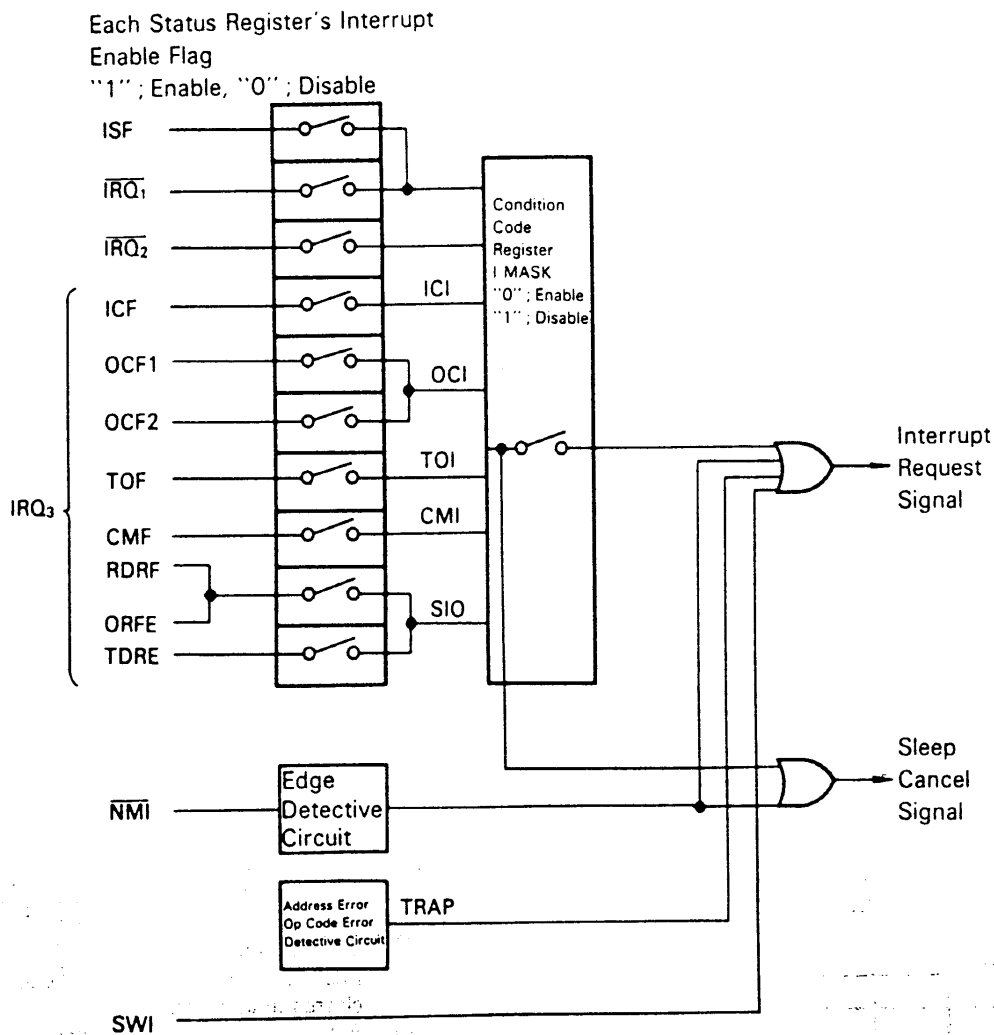 Each Status Register's Interrupt
Enable Flag
"1" ; Enable, "0" ; Disable
ISF
IRQ1
IRQ2
ICF
OCF1
OCF2
TOF
CMF
RDRF
ORFE
TDRE
IRQ3
ICI
OCI
TOI
CMI
SIO
Condition
Code
Register
I MASK
"0" ; Enable
"1" ; Disable
Interrupt
Request
Signal
Sleep
Cancel
Signal
NMI
Edge
Detective
Circuit
Address Error
Op Code Error
Detective Circuit
TRAP
SWI